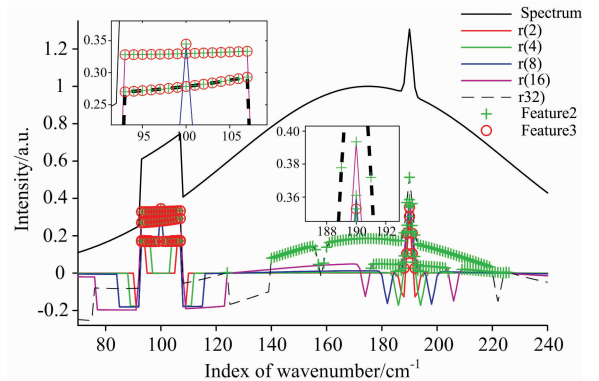 Spectrum
r(2)
r(4)
r(8)
r(16)
r32)
Feature2
Feature3
0.35
0.30
0.25
95
100
105
0.40
0.38
0.36
188
190
192
1.2
1
0.8
0.6
0.4
0.2
0
-0.2
Intensity/a.u.
80
100
120
140
160
180
200
220
240
Index of wavenumber/cm-1